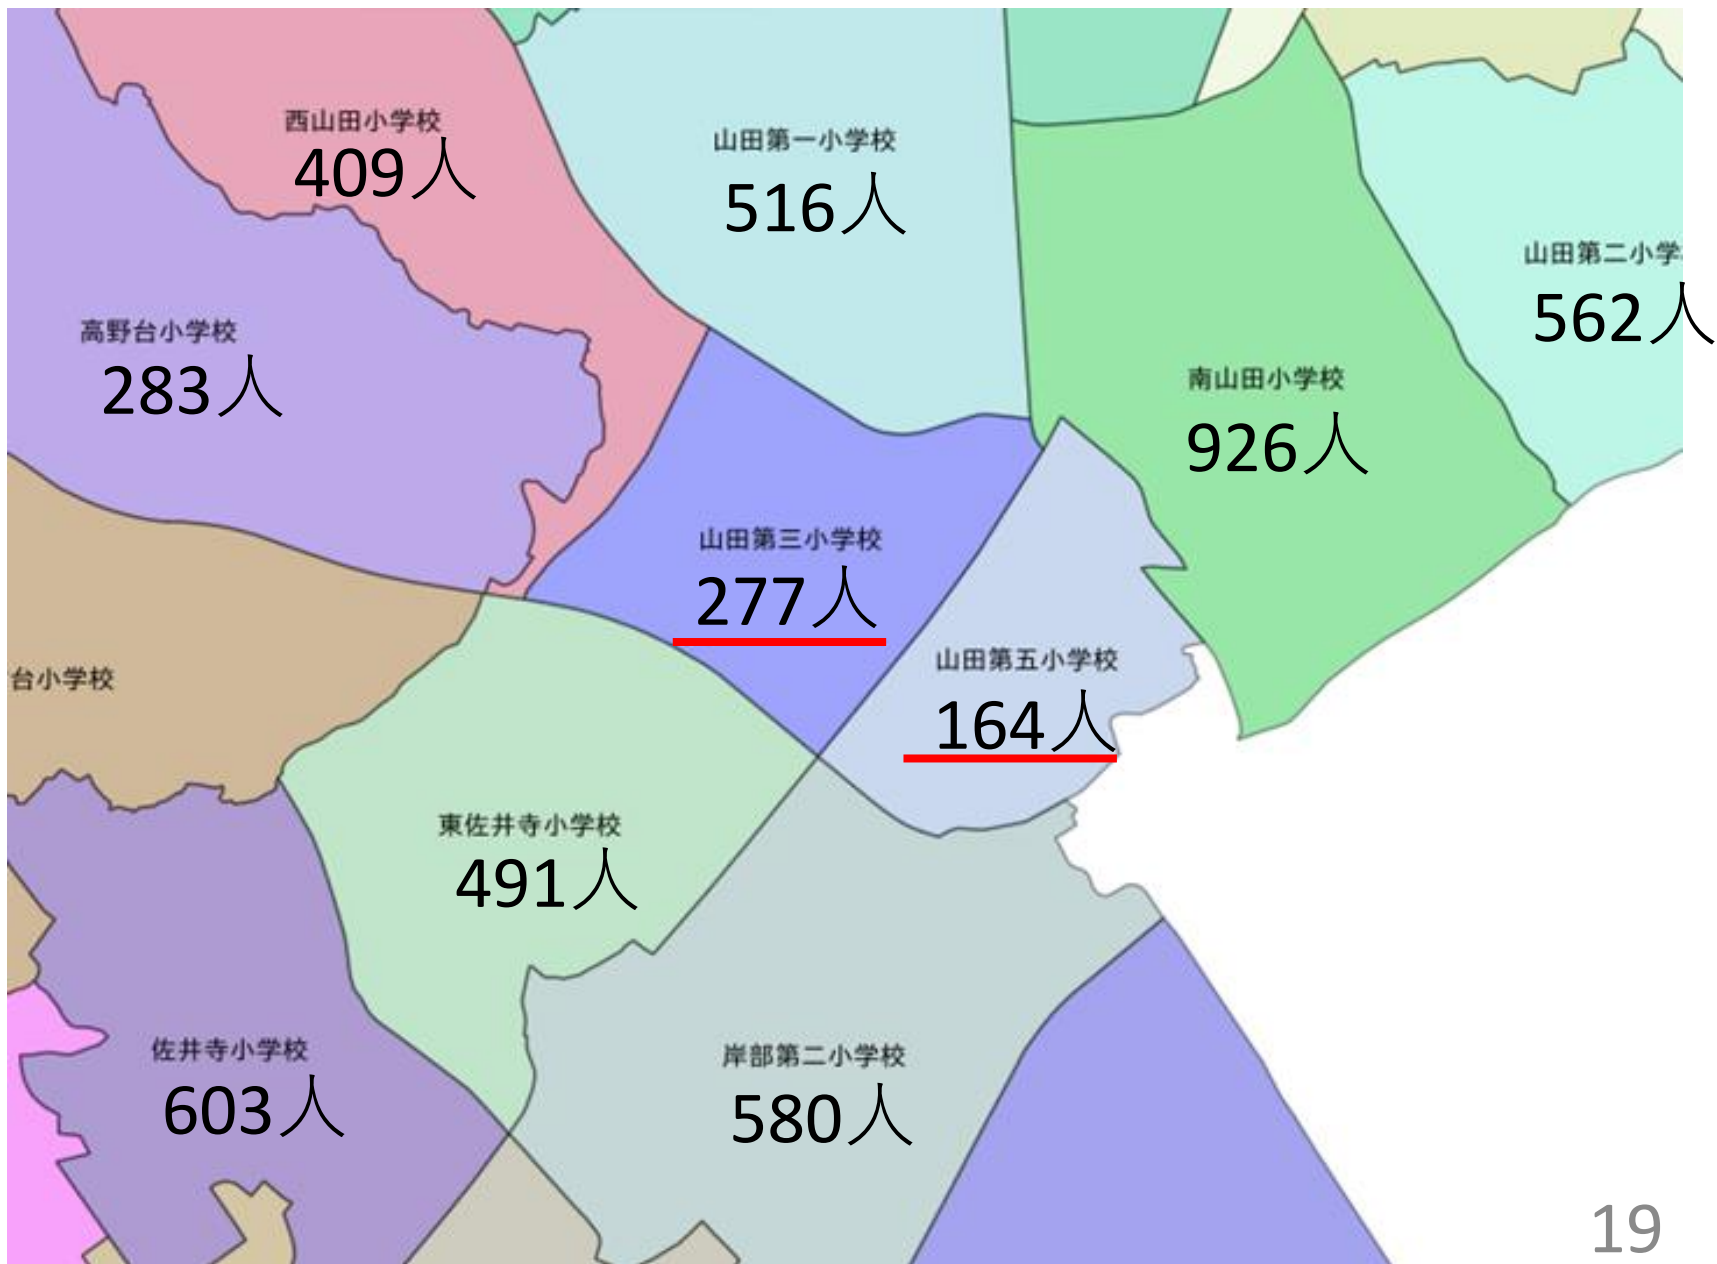 西山田小学校
409人
山田第一小学校
516人
山田第二小学
562人
高野台小学校
283人
南山田小学校
926人
山田第三小学校
277人
山田第五小学校
164人
台小学校
東佐井寺小学校
491人
佐井寺小学校
603人
岸部第二小学校
580人
19